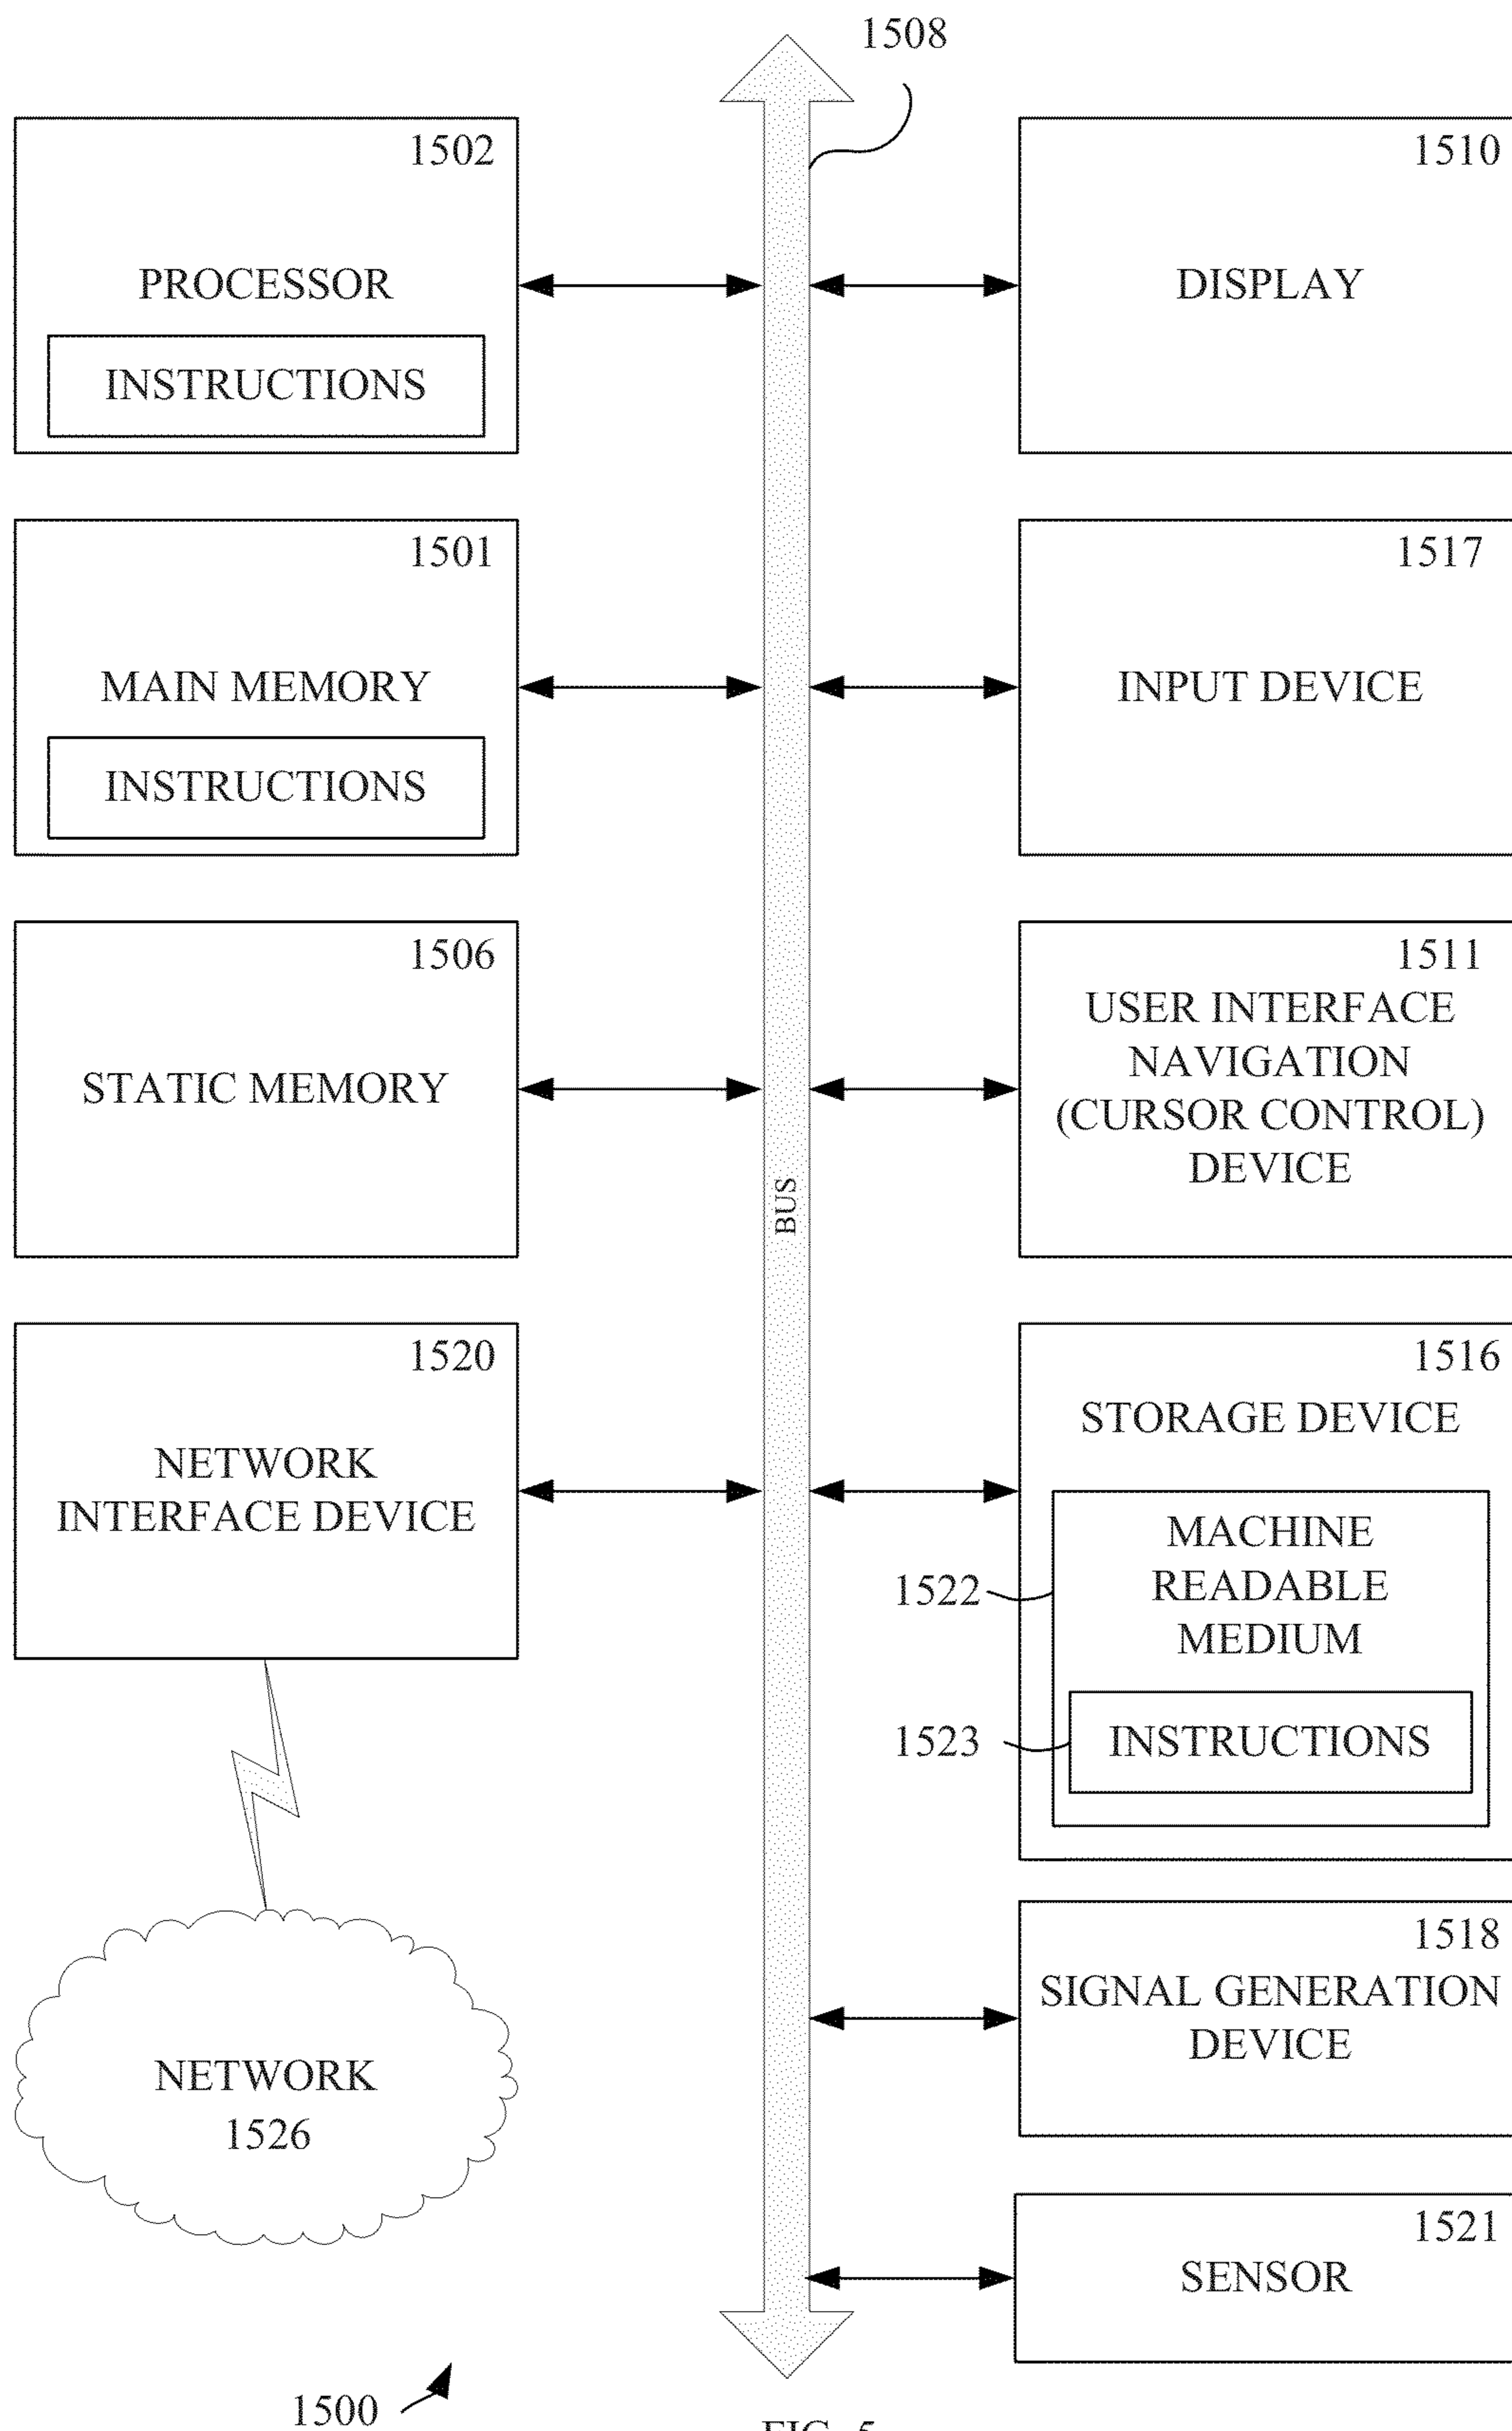 1508
1502
PROCESSOR
INSTRUCTIONS
1501
MAIN MEMORY
INSTRUCTIONS
1506
STATIC MEMORY
1520
NETWORK
INTERFACE DEVICE
NETWORK
1526
1500
BUS
1510
DISPLAY
1517
INPUT DEVICE
1511
USER INTERFACE
NAVIGATION
(CURSOR CONTROL)
DEVICE
1516
STORAGE DEVICE
1522
MACHINE
READABLE
MEDIUM
1523
INSTRUCTIONS
1518
SIGNAL GENERATION
DEVICE
1521
SENSOR
FIG. 5